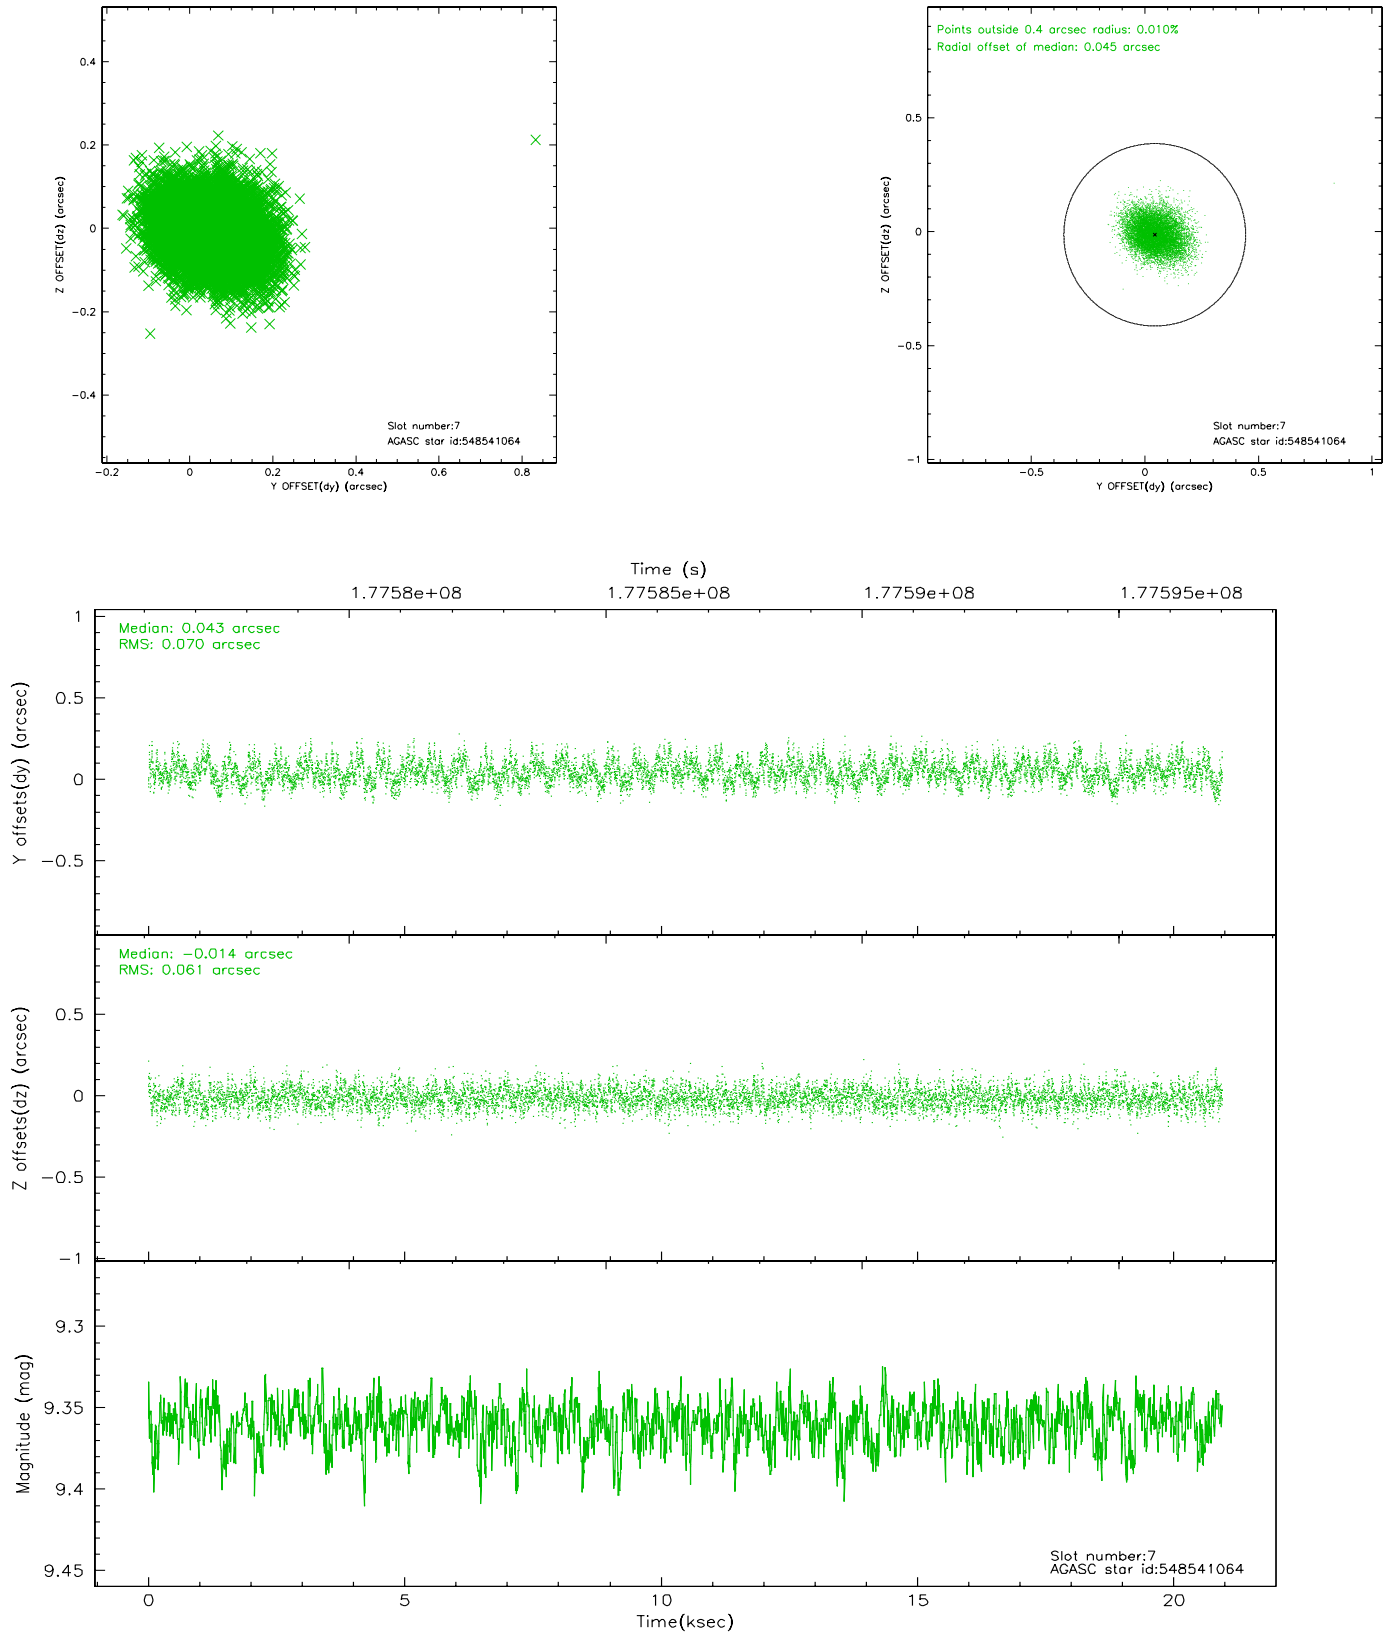 0.4
0.2
0
−0.2
−0.4
Z OFFSET(dz) (arcsec)
Slot number:7
AGASC star id:548541064
−0.2 0 0.2 0.4 0.6 0.8
Y OFFSET(dy) (arcsec)
Points outside 0.4 arcsec radius: 0.010%
Radial offset of median: 0.045 arcsec
0.5
0
−0.5
−1
Z OFFSET(dz) (arcsec)
Slot number:7
AGASC star id:548541064
−0.5 0 0.5 1
Y OFFSET(dy) (arcsec)
Time (s)
1.7758e+08 1.77585e+08 1.7759e+08 1.77595e+08
Median: 0.043 arcsec
RMS: 0.070 arcsec
1
0.5
0
−0.5
Y offsets(dy) (arcsec)
Median: −0.014 arcsec
RMS: 0.061 arcsec
0.5
0
−0.5
−1
Z offsets(dz) (arcsec)
9.3
9.35
9.4
9.45
Magnitude (mag)
Slot number:7
AGASC star id:548541064
0 5 10 15 20
Time(ksec)